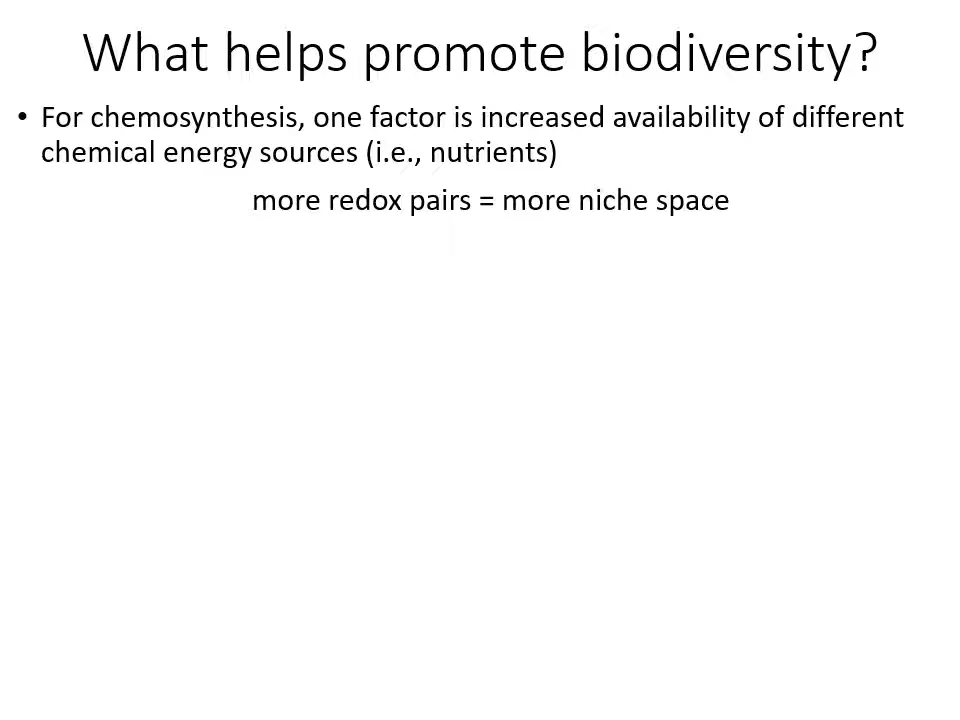 What helps promote biodiversity?
• For chemosynthesis, one factor is increased availability of different
chemical energy sources (i.e., nutrients)
more redox pairs = more niche space